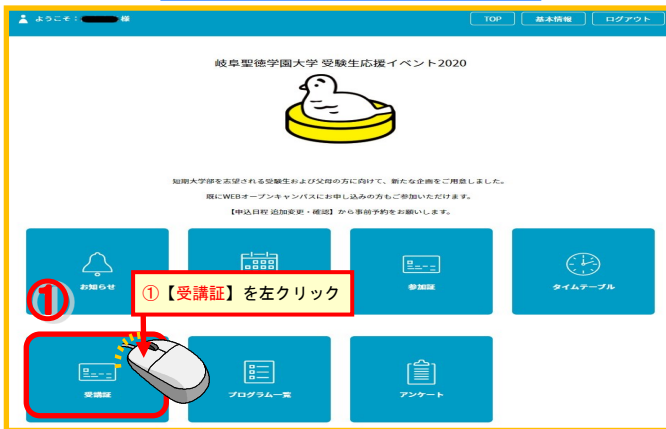 ようこそ： 様
TOP
基本情報
ログアウト
岐阜聖徳学園大学 受験生応援イベント2020
短期大学部を志望される受験生および父母の方に向けて、新たな企画をご用意しました。
既にWEBオープンキャンパスにお申し込みの方もご参加いただけます。
【申込日程 追加変更・確認】から事前予約をお願いします。
お知らせ
参加証
タイムテーブル
①
①【受講証】を左クリック
受講証
プログラム一覧
アンケート